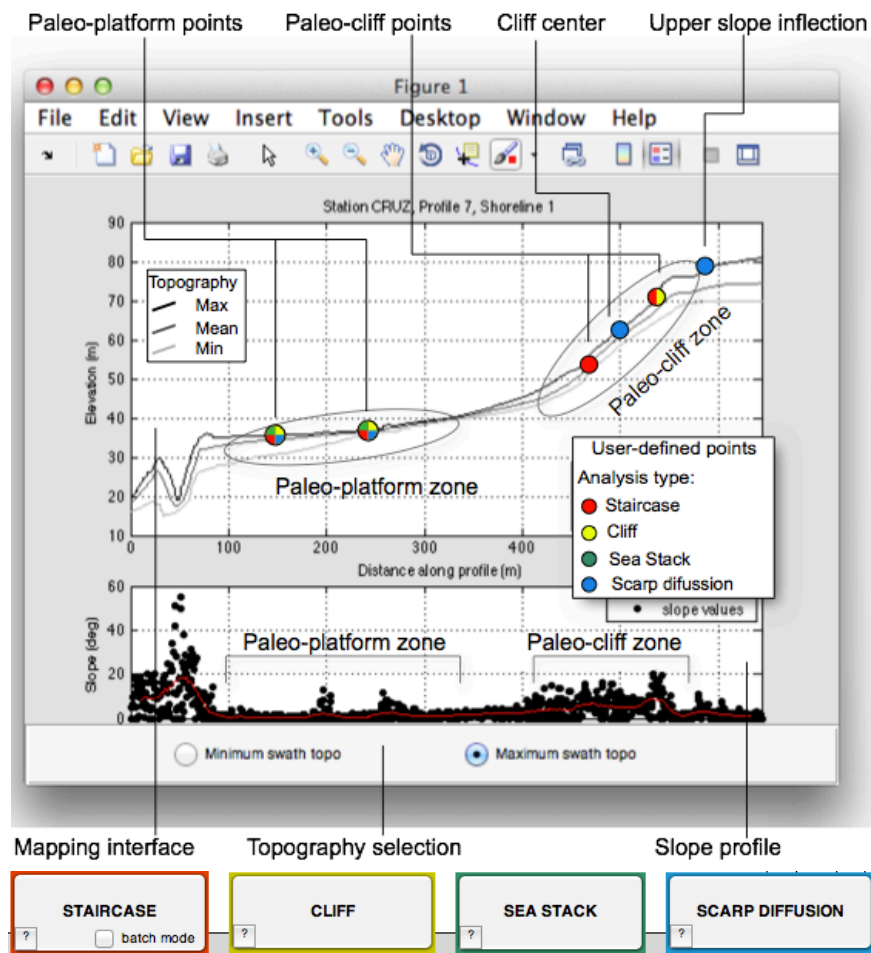 Paleo-platform points
Paleo-cliff points
Cliff center
Upper slope inflection
Figure 1
File Edit View Insert Tools Desktop Window Help
Station CRUZ, Profile 7, Shoreline 1
90
80
70
60
50
40
30
20
10
Elevation (m)
Topography
Max
Mean
Min
Paleo-platform zone
Paleo-cliff zone
User-defined points
Analysis type:
Staircase
Cliff
Sea Stack
Scarp difussion
0 100 200 300 400
Distance along profile (m)
60
40
20
0
Slope (deg)
slope values
Paleo-platform zone
Paleo-cliff zone
Minimum swath topo
Maximum swath topo
Mapping interface
Topography selection
Slope profile
STAIRCASE
? batch mode
CLIFF
?
SEA STACK
?
SCARP DIFFUSION
?